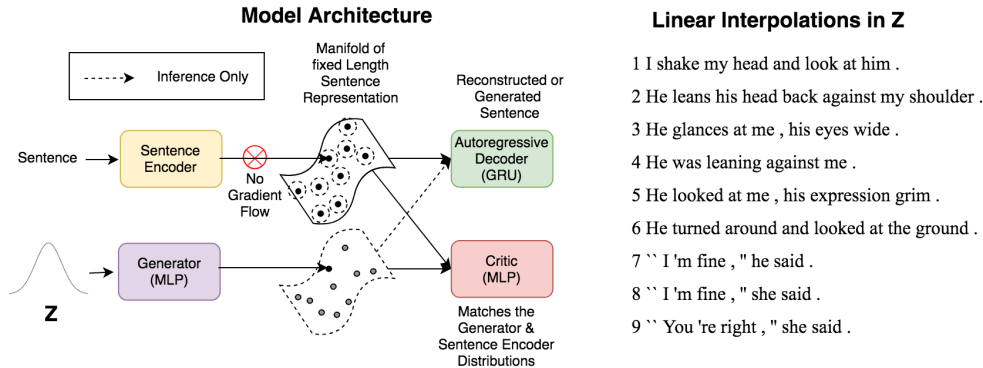 Model Architecture
Inference Only
Manifold of
fixed Length
Sentence
Representation
Reconstructed or
Generated
Sentence
Sentence
Sentence
Encoder
No
Gradient
Flow
Autoregressive
Decoder
(GRU)
Z
Generator
(MLP)
Critic
(MLP)
Matches the
Generator &
Sentence Encoder
Distributions
Linear Interpolations in Z
1 I shake my head and look at him .
2 He leans his head back against my shoulder .
3 He glances at me , his eyes wide .
4 He was leaning against me .
5 He looked at me , his expression grim .
6 He turned around and looked at the ground .
7 `` I 'm fine , '' he said .
8 `` I 'm fine , '' she said .
9 `` You 're right , '' she said .